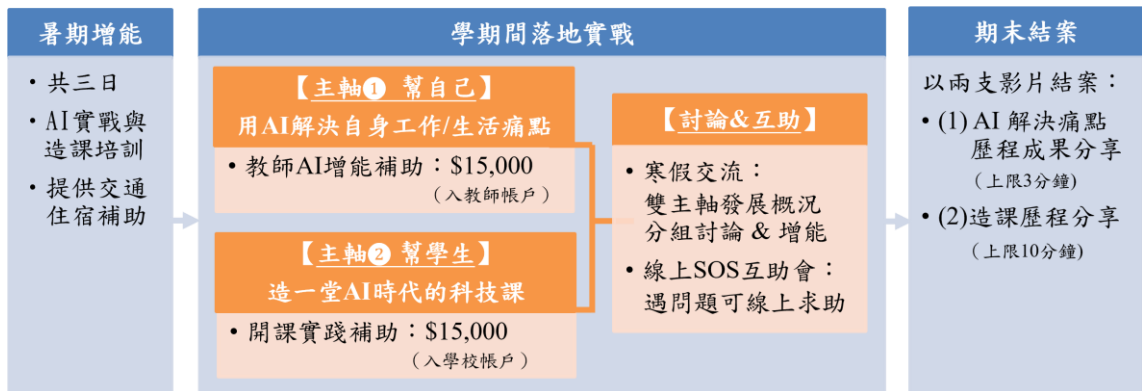 暑期增能
• 共三日
• AI實戰與
造課培訓
• 提供交通
住宿補助
學期間落地實戰
【主軸❶ 幫自己】
用AI解決自身工作/生活痛點
• 教師AI增能補助：$15,000
（入教師帳戶）
【主軸❷ 幫學生】
造一堂AI時代的科技課
• 開課實踐補助：$15,000
（入學校帳戶）
【討論&互助】
• 寒假交流：
雙主軸發展概況
分組討論 & 增能
• 線上SOS互助會：
遇問題可線上求助
期末結案
以兩支影片結案：
• (1) AI 解決痛點
歷程成果分享
（上限3分鐘）
• (2)造課歷程分享
（上限10分鐘）